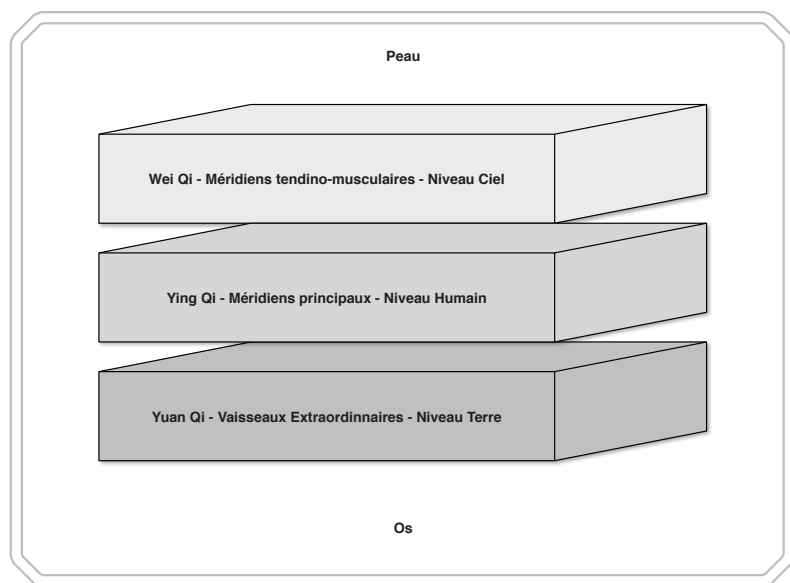 Peau
Wei Qi - Méridiens tendino-musculaires - Niveau Ciel
Ying Qi - Méridiens principaux - Niveau Humain
Yuan Qi - Vaisseaux Extraordinnaires - Niveau Terre
Os